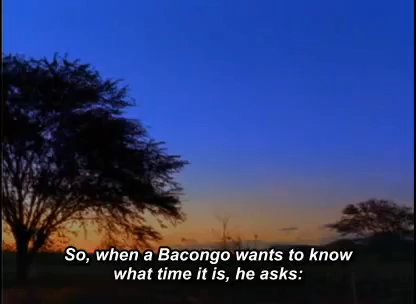 So, when a Bacongo wants to know
what time it is, he asks: